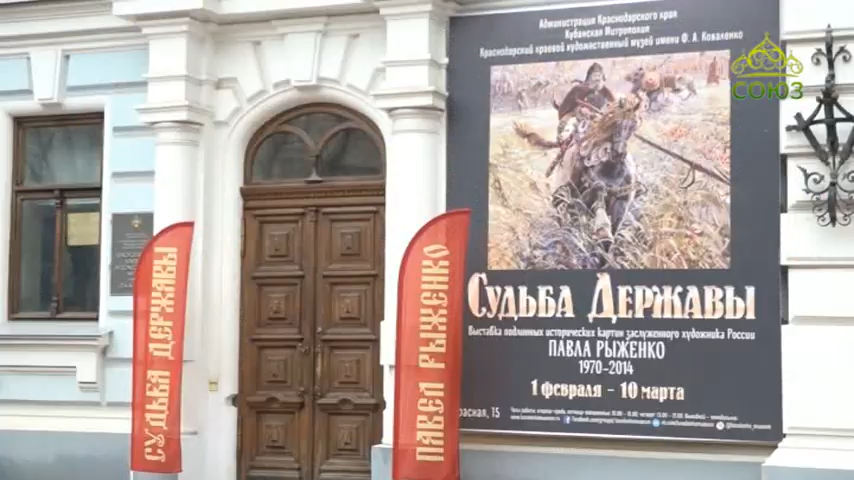 Администрация Краснодарского края
Кубанская Митрополия
Краснодарский краевой художественный музей имени Ф. А. Коваленко
СОЮЗ
Судьба Державы
Выставка подлинных исторических картин заслуженного художника России
Павла Рыженко
1970-2014
1 февраля - 10 марта
расная, 15
СУДЬБА ДЕРЖАВЫ
ПАВЕЛ РЫЖЕНКО